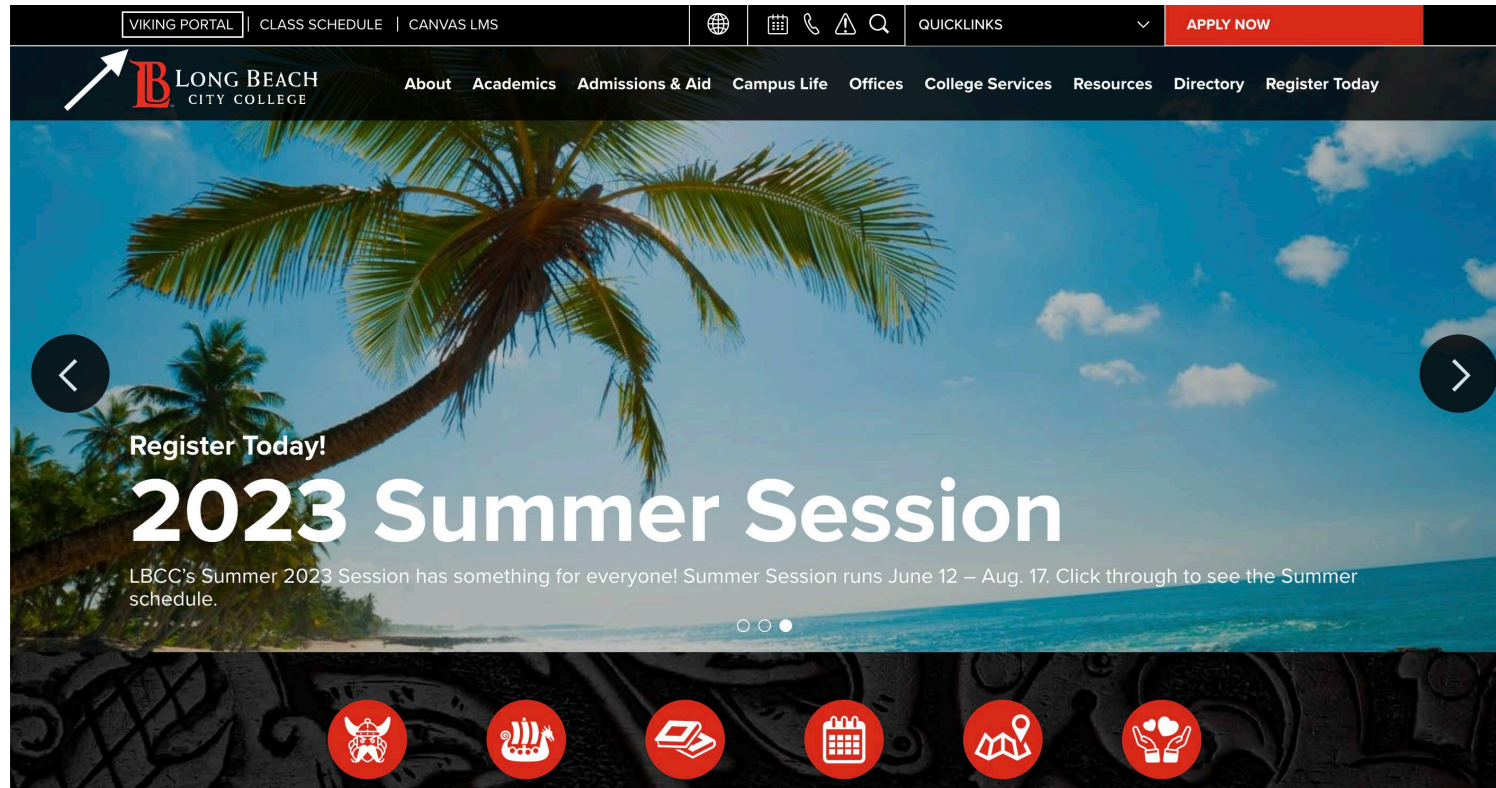 VIKING PORTAL | CLASS SCHEDULE | CANVAS LMS
QUICKLINKS
APPLY NOW
LB LONG BEACH
CITY COLLEGE
About Academics Admissions & Aid Campus Life Offices College Services Resources Directory Register Today
Register Today!
2023 Summer Session
LBCC's Summer 2023 Session has something for everyone! Summer Session runs June 12 – Aug. 17. Click through to see the Summer
schedule.